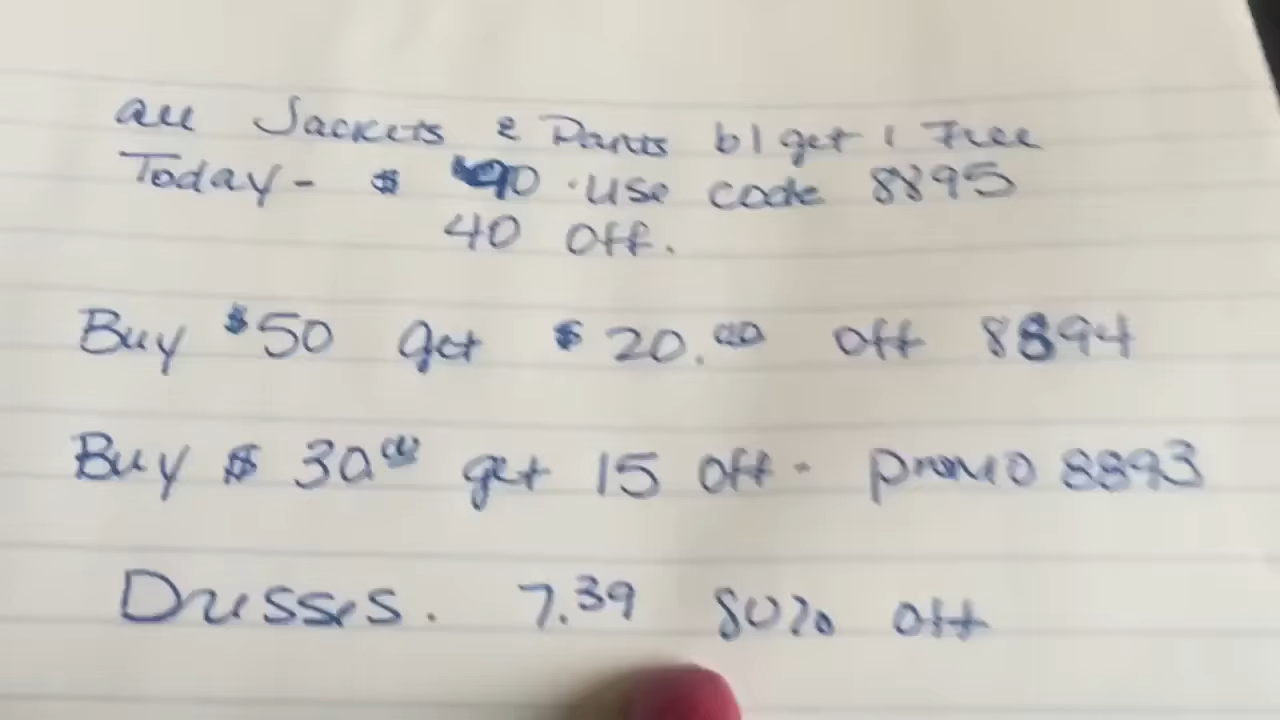 all Jackets & Pants b1 get 1 Free
Today - $ 90 . use code 8895
40 off.
Buy $50 get $20.00 off 8894
Buy $30.00 get 15 off - promo 8893
Dresses. 7.39 80% off